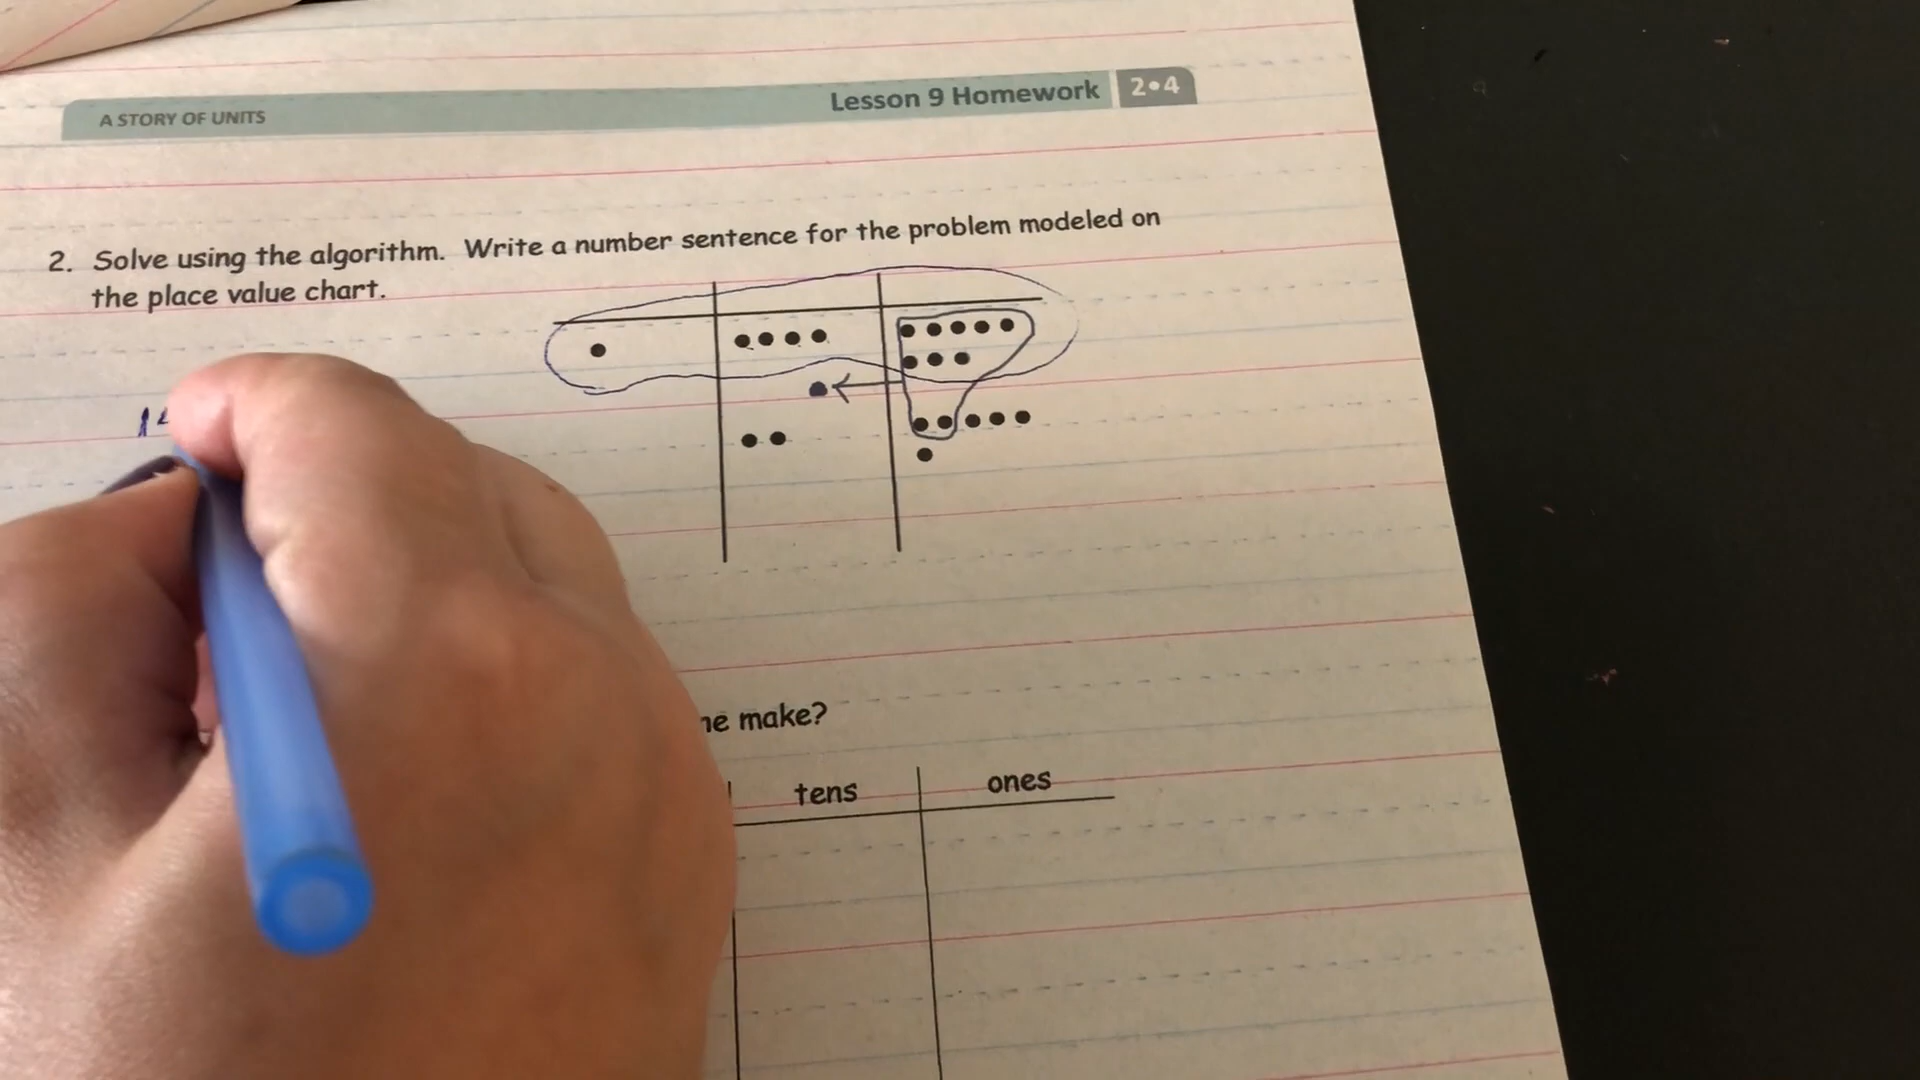 A STORY OF UNITS
Lesson 9 Homework 2•4
2. Solve using the algorithm. Write a number sentence for the problem modeled on
the place value chart.
14
make?
tens ones